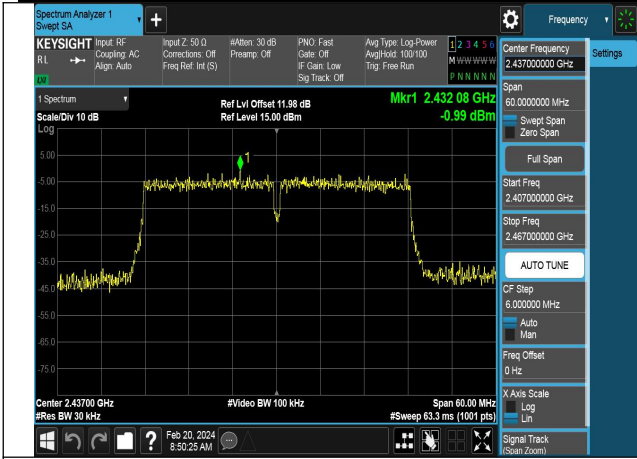 Spectrum Analyzer 1
Swept SA
+
Frequency
KEYSIGHT
R L
Input: RF
Coupling: AC
Align: Auto
Input Z: 50 Ω
Corrections: Off
Freq Ref: Int (S)
#Atten: 30 dB
Preamp: Off
PNO: Fast
Gate: Off
IF Gain: Low
Sig Track: Off
Avg Type: Log-Power
Avg|Hold: 100/100
Trig: Free Run
1 2 3 4 5 6
M W W W W W
P N N N N N
1 Spectrum
Scale/Div 10 dB
Log
Ref Lvl Offset 11.98 dB
Ref Level 15.00 dBm
Mkr1 2.432 08 GHz
-0.99 dBm
1
5.00
-5.00
-15.0
-25.0
-35.0
-45.0
-55.0
-65.0
-75.0
Center 2.43700 GHz
#Res BW 30 kHz
#Video BW 100 kHz
Span 60.00 MHz
#Sweep 63.3 ms (1001 pts)
Center Frequency
2.437000000 GHz
Settings
Span
60.0000000 MHz
Swept Span
Zero Span
Full Span
Start Freq
2.407000000 GHz
Stop Freq
2.467000000 GHz
AUTO TUNE
CF Step
6.000000 MHz
Auto
Man
Freq Offset
0 Hz
X Axis Scale
Log
Lin
Signal Track
(Span Zoom)
?
Feb 20, 2024
8:50:25 AM